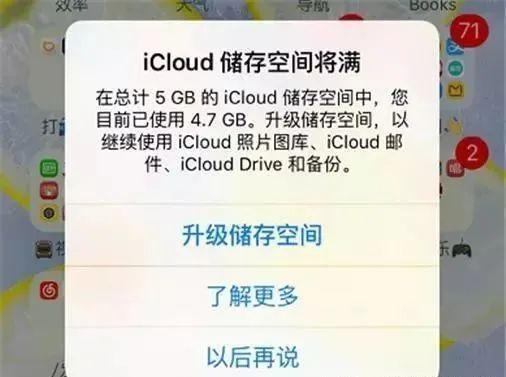 效率
天气
导航
Books
71
iCloud 储存空间将满
在总计 5 GB 的 iCloud 储存空间中，您
目前已使用 4.7 GB。升级储存空间，以
继续使用 iCloud 照片图库、iCloud 邮
件、iCloud Drive 和备份。
打
2
升级储存空间
视
乐
了解更多
以后再说